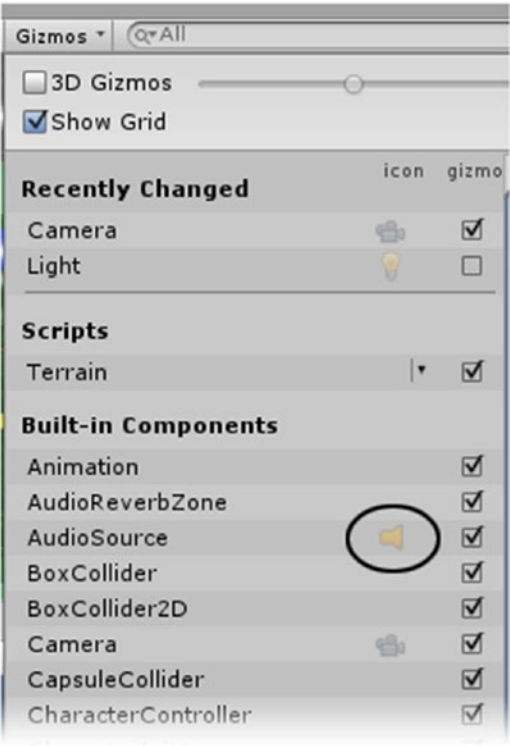 Gizmos All
3D Gizmos
Show Grid
icon gizmo
Recently Changed
Camera
Light
Scripts
Terrain
Built-in Components
Animation
AudioReverbZone
AudioSource
BoxCollider
BoxCollider2D
Camera
CapsuleCollider
CharacterController